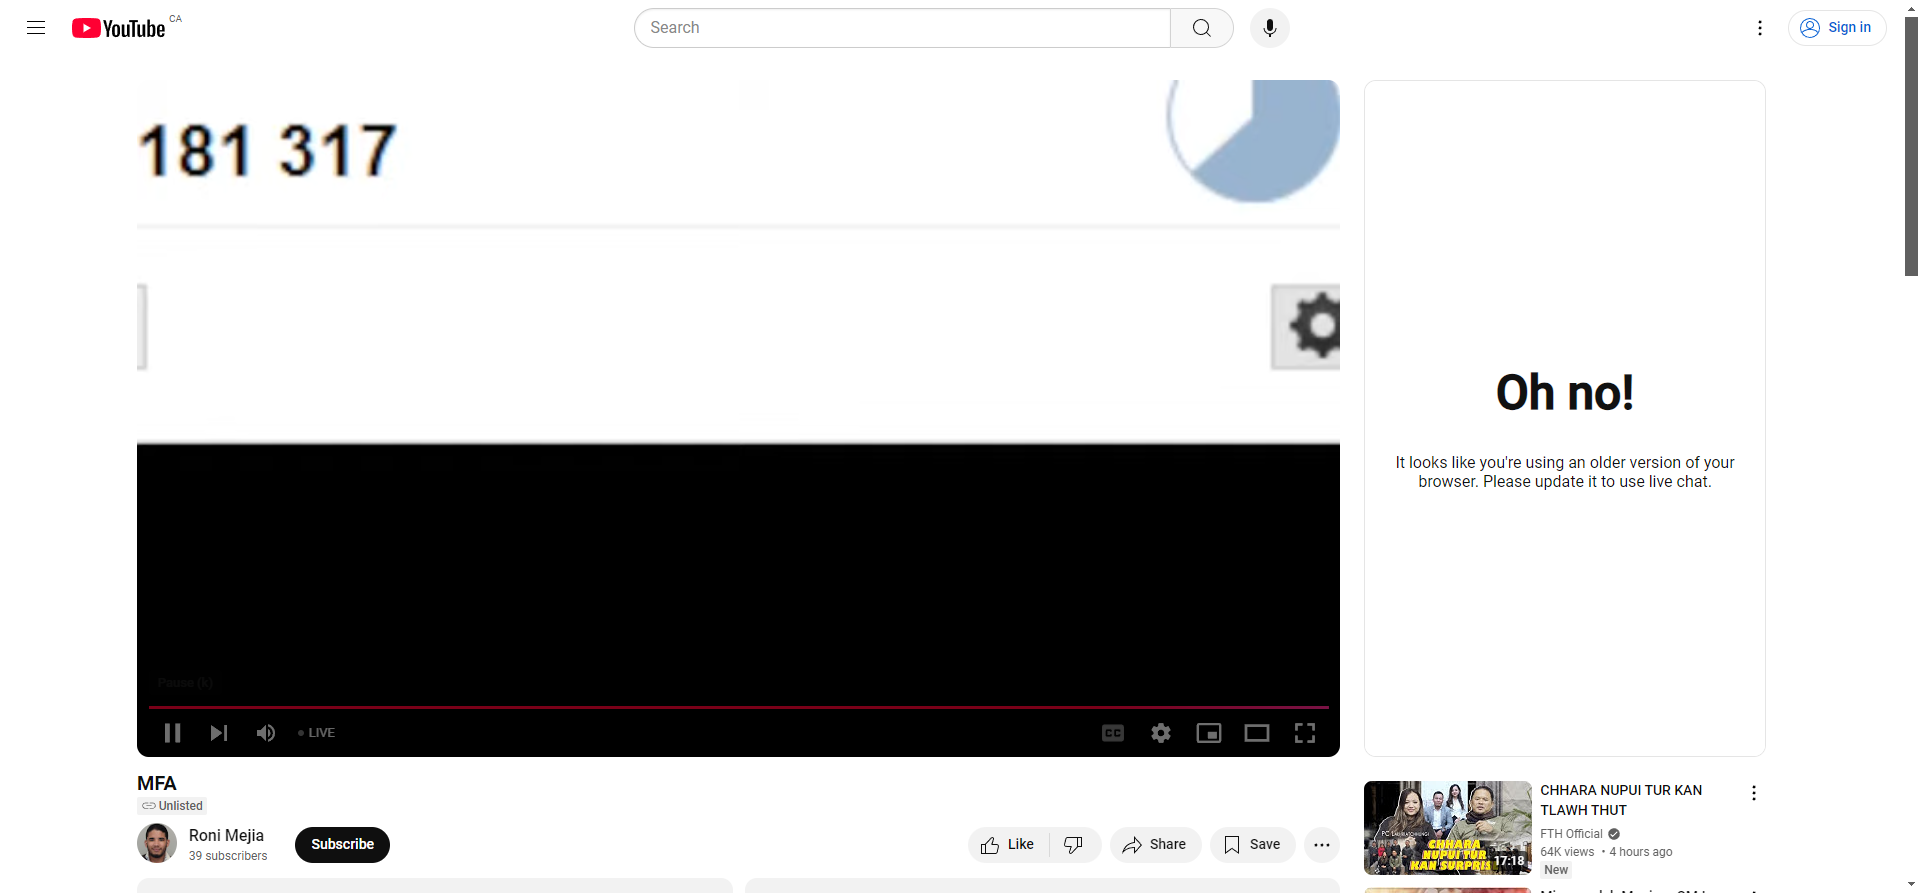 YouTube CA
Search
Sign in
181 317
Oh no!
It looks like you're using an older version of your
browser. Please update it to use live chat.
Pause (k)
LIVE
CC
MFA
Unlisted
Roni Mejia
39 subscribers
Subscribe
Like
Share
Save
CHHARA
NUPUI TUR
KAN SURPRIS
17:18
CHHARA NUPUI TUR KAN
TLAWH THUT
FTH Official
64K views • 4 hours ago
New